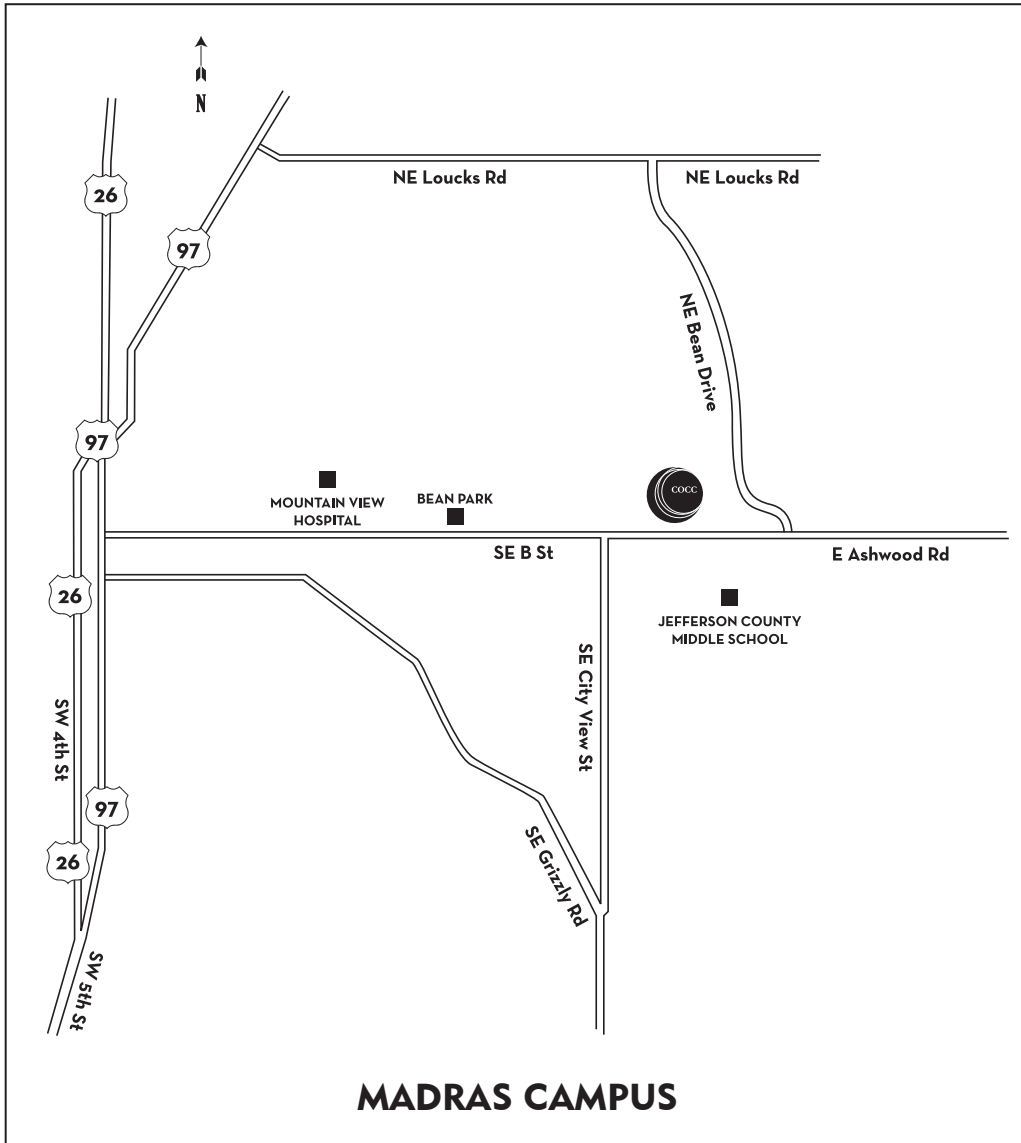 N
26
97
NE Loucks Rd
NE Loucks Rd
NE Bean Drive
97
MOUNTAIN VIEW
HOSPITAL
BEAN PARK
COCC
SE B St
E Ashwood Rd
26
JEFFERSON COUNTY
MIDDLE SCHOOL
SE City View St
SW 4th St
97
26
SE Grizzly Rd
SW 5th St
MADRAS CAMPUS